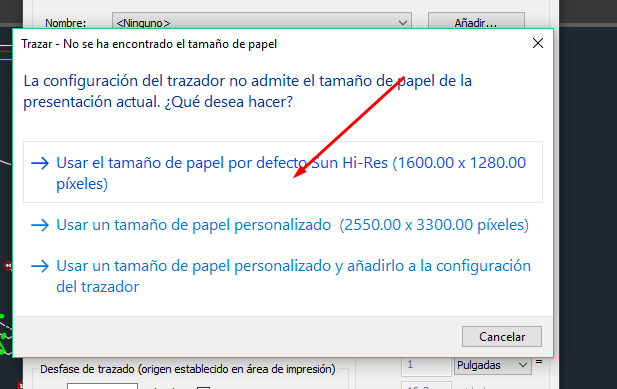 Nombre: <Ninguno> Añadir...
Trazar - No se ha encontrado el tamaño de papel
La configuración del trazador no admite el tamaño de papel de la
presentación actual. ¿Qué desea hacer?
Usar el tamaño de papel por defecto Sun Hi-Res (1600.00 x 1280.00
píxeles)
Usar un tamaño de papel personalizado (2550.00 x 3300.00 píxeles)
Usar un tamaño de papel personalizado y añadirlo a la configuración
del trazador
Cancelar
Desfase de trazado (origen establecido en área de impresión)
1 Pulgadas =